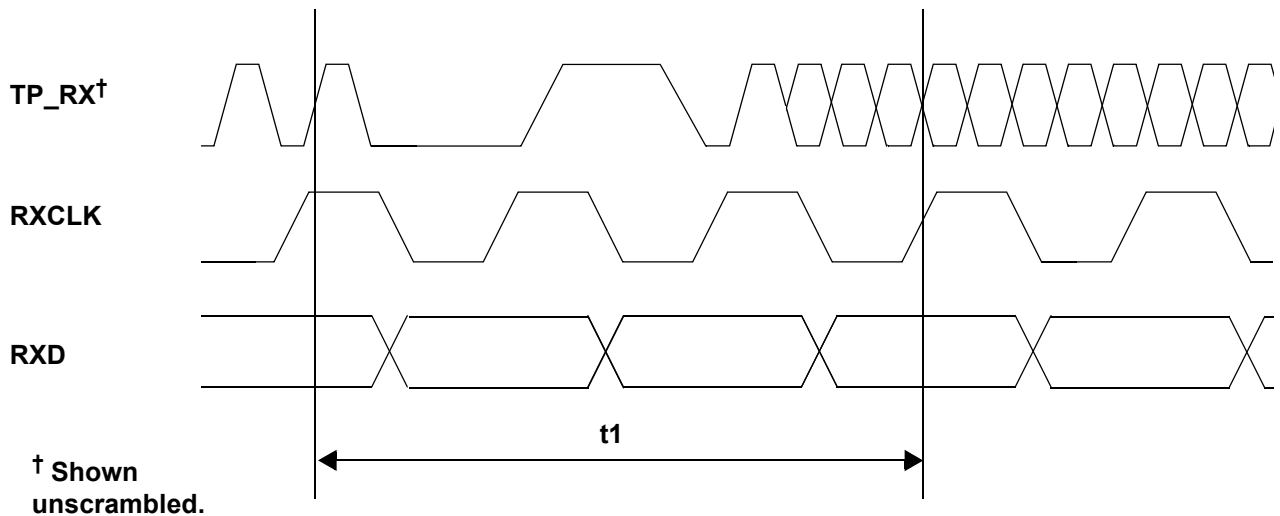 TP_RX†
RXCLK
RXD
t1
† Shown
unscrambled.